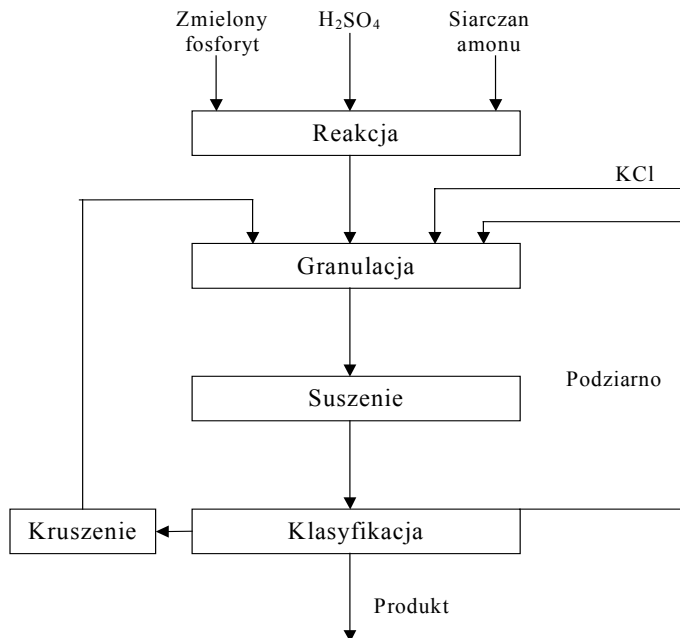 Zmielony
fosforyt
H₂SO₄
Siarczan
amonu
Reakcja
KCl
Granulacja
Podziarno
Suszenie
Kruszenie
Klasyfikacja
Produkt